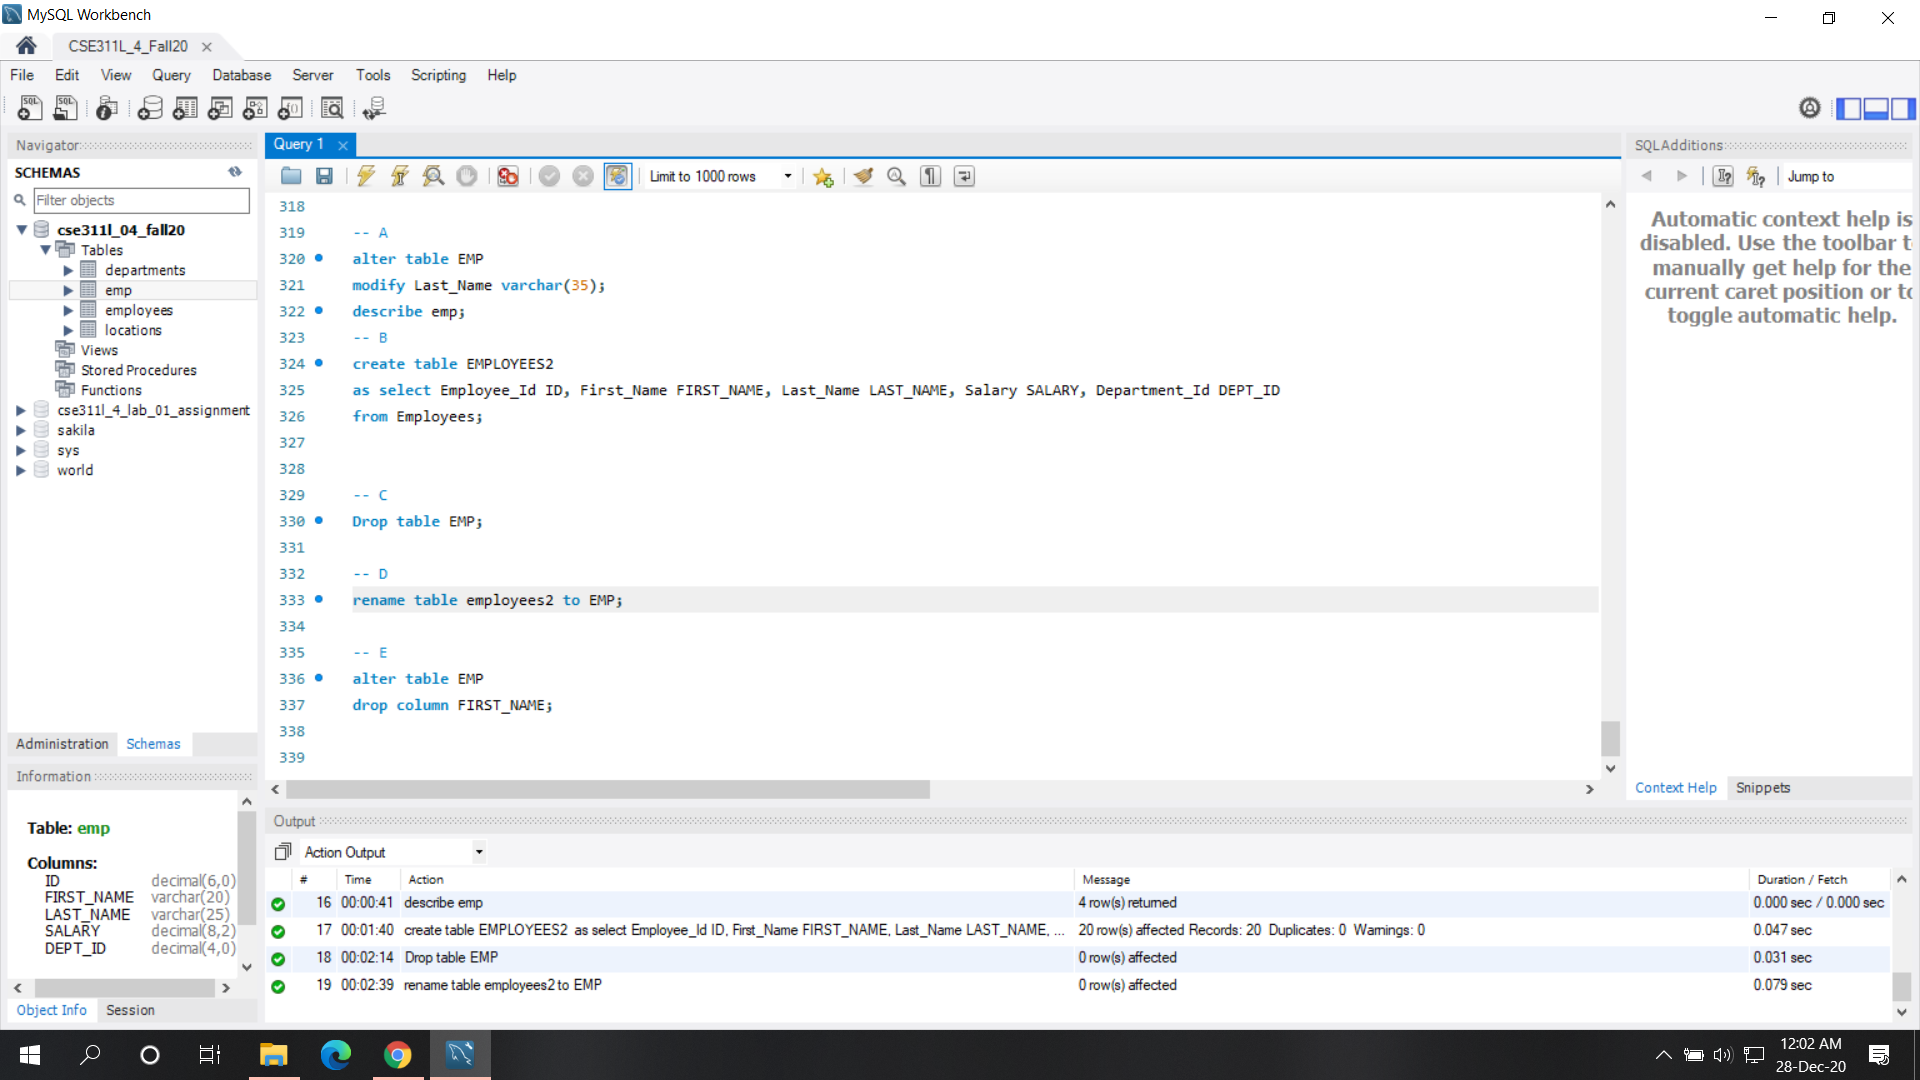 MySQL Workbench
CSE311L_4_Fall20
File Edit View Query Database Server Tools Scripting Help
Navigator
SCHEMAS
Filter objects
cse311l_04_fall20
Tables
departments
emp
employees
locations
Views
Stored Procedures
Functions
cse311l_4_lab_01_assignment
sakila
sys
world
Administration Schemas
Information
Table: emp
Columns:
ID decimal(6,0)
FIRST_NAME varchar(20)
LAST_NAME varchar(25)
SALARY decimal(8,2)
DEPT_ID decimal(4,0)
Object Info Session
Query 1
Limit to 1000 rows
318
319 -- A
320 alter table EMP
321 modify Last_Name varchar(35);
322 describe emp;
323 -- B
324 create table EMPLOYEES2
325 as select Employee_Id ID, First_Name FIRST_NAME, Last_Name LAST_NAME, Salary SALARY, Department_Id DEPT_ID
326 from Employees;
327
328
329 -- C
330 Drop table EMP;
331
332 -- D
333 rename table employees2 to EMP;
334
335 -- E
336 alter table EMP
337 drop column FIRST_NAME;
338
339
SQLAdditions
Jump to
Automatic context help is
disabled. Use the toolbar t
manually get help for the
current caret position or to
toggle automatic help.
Context Help Snippets
Output
Action Output
# Time Action Message Duration / Fetch
16 00:00:41 describe emp 4 row(s) returned 0.000 sec / 0.000 sec
17 00:01:40 create table EMPLOYEES2 as select Employee_Id ID, First_Name FIRST_NAME, Last_Name LAST_NAME, ... 20 row(s) affected Records: 20 Duplicates: 0 Warnings: 0 0.047 sec
18 00:02:14 Drop table EMP 0 row(s) affected 0.031 sec
19 00:02:39 rename table employees2 to EMP 0 row(s) affected 0.079 sec
12:02 AM
28-Dec-20